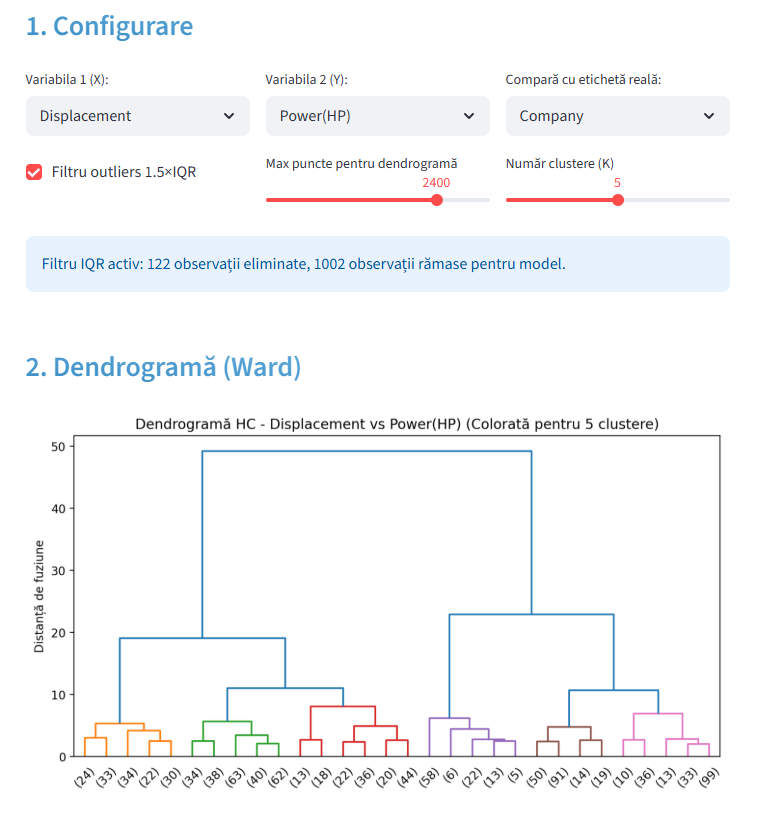 1. Configurare
Variabila 1 (X):
Variabila 2 (Y):
Compară cu etichetă reală:
Displacement
Power(HP)
Company
Filtru outliers 1.5×IQR
Max puncte pentru dendrogramă
Număr clustere (K)
2400
5
Filtru IQR activ: 122 observații eliminate, 1002 observații rămase pentru model.
2. Dendrogramă (Ward)
Dendrogramă HC - Displacement vs Power(HP) (Colorată pentru 5 clustere)
Distanță de fuziune
50
40
30
20
10
0
(24) (33) (34) (22) (30) (34) (38) (63) (40) (62) (13) (18) (22) (36) (20) (44) (58) (6) (22) (13) (5) (50) (91) (14) (19) (10) (36) (13) (33) (99)